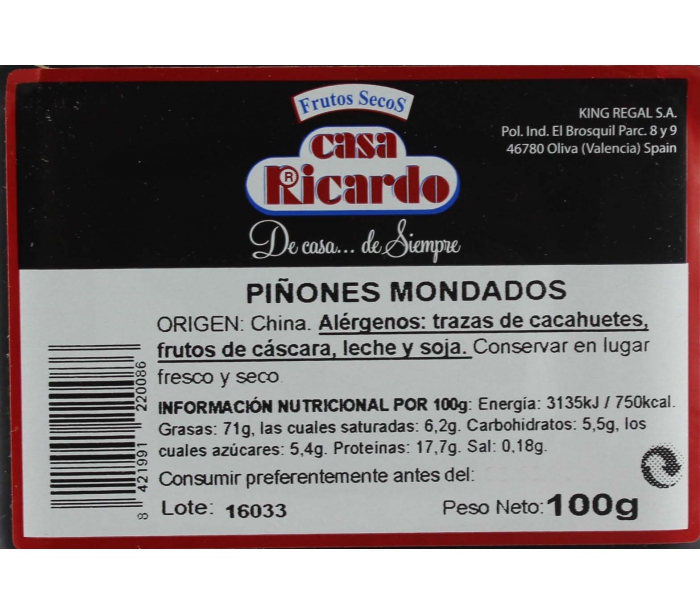 Frutos Secos
casa
Ricardo
®
De casa... de Siempre
KING REGAL S.A.
Pol. Ind. El Brosquil Parc. 8 y 9
46780 Oliva (Valencia) Spain
PIÑONES MONDADOS
ORIGEN: China. Alérgenos: trazas de cacahuetes,
frutos de cáscara, leche y soja. Conservar en lugar
fresco y seco
INFORMACIÓN NUTRICIONAL POR 100g: Energía: 3135kJ / 750kcal.
Grasas: 71g, las cuales saturadas: 6,2g. Carbohidratos: 5,5g, los
cuales azúcares: 5,4g. Proteinas: 17,7g. Sal: 0,18g.
Consumir preferentemente antes del:
Lote: 16033
Peso Neto: 100g
8 421991 220086